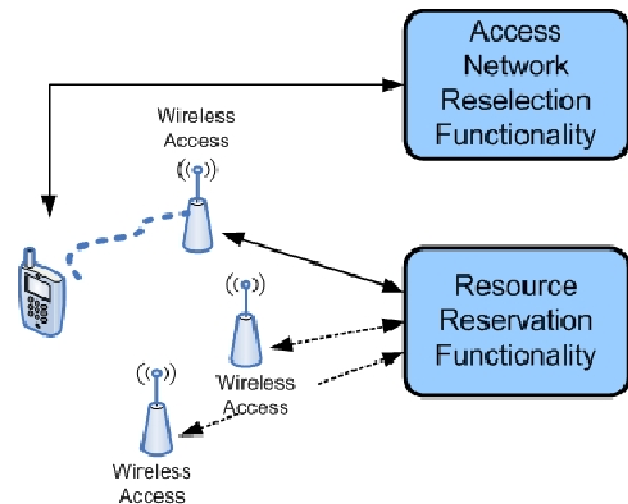 Access
Network
Reselection
Functionality
Wireless
Access
Resource
Reservation
Functionality
Wireless
Access
Wireless
Access